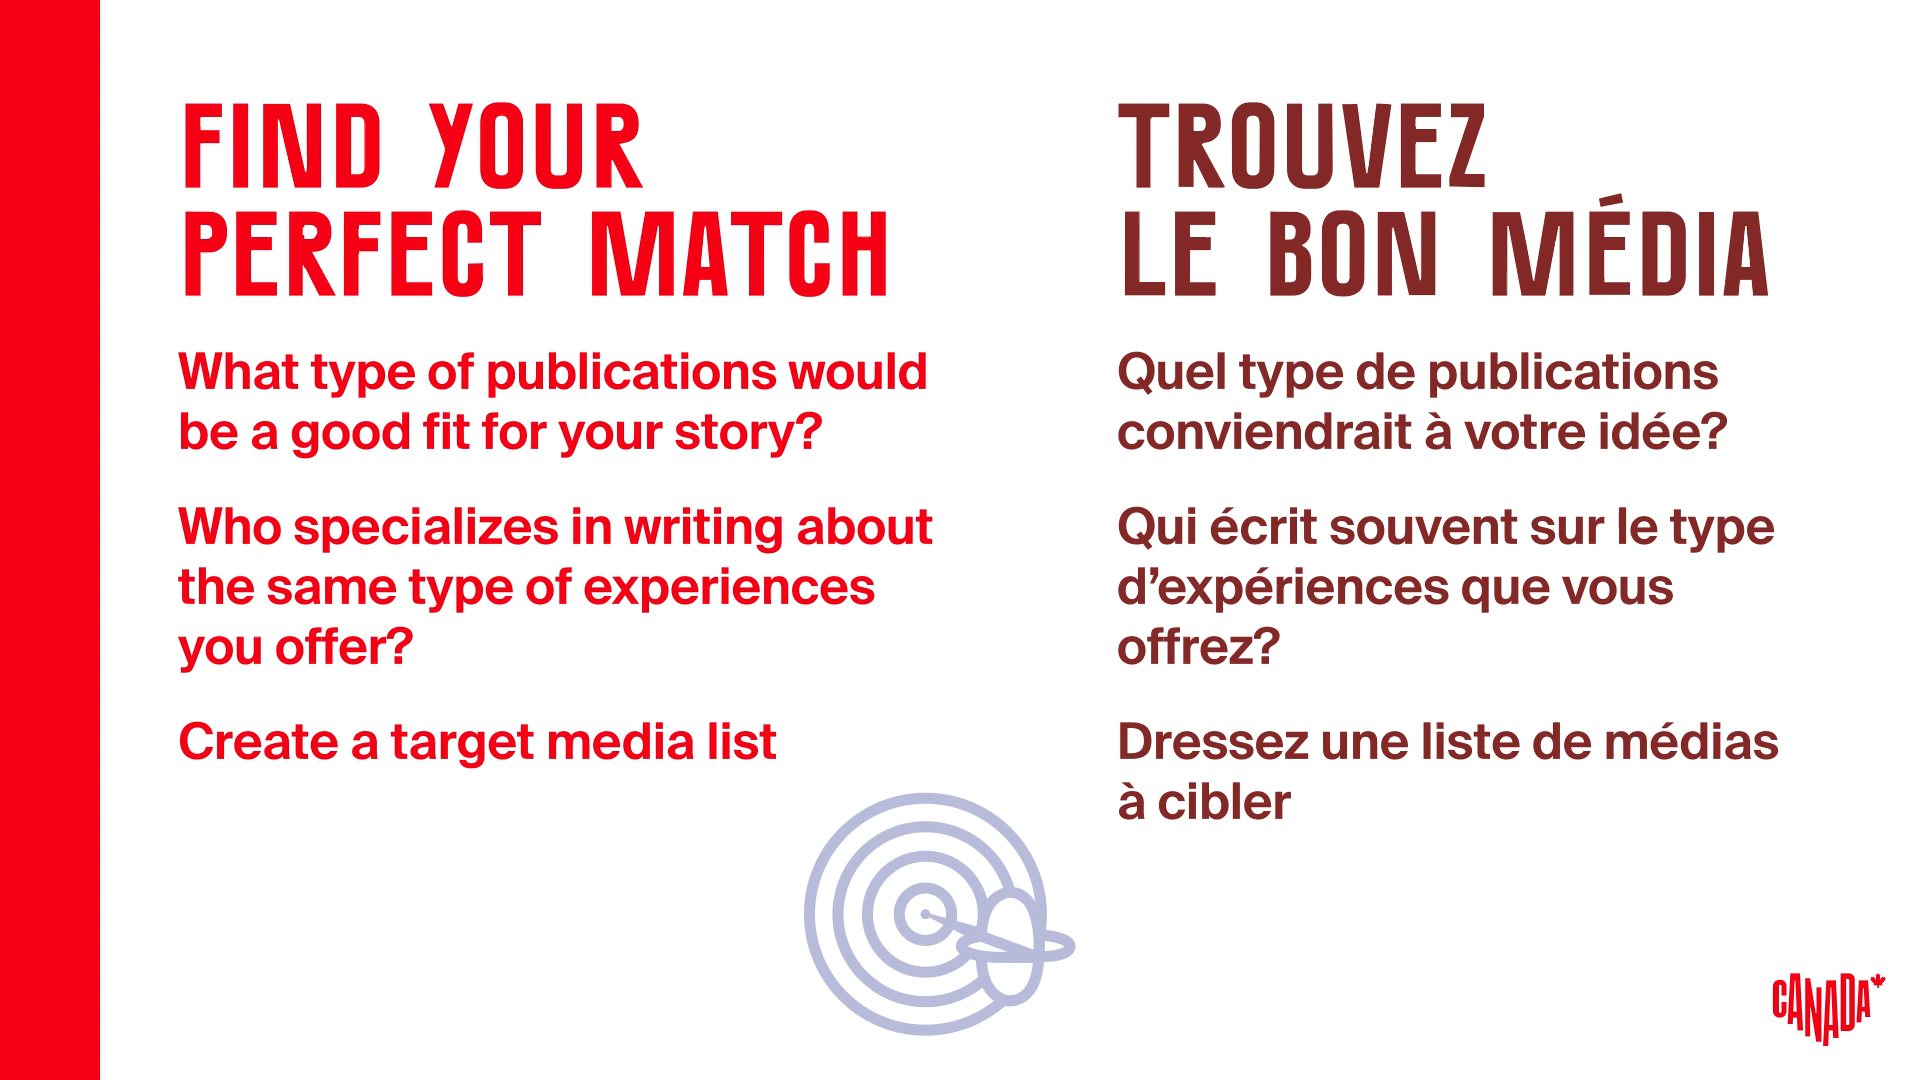 FIND YOUR
PERFECT MATCH
What type of publications would
be a good fit for your story?
Who specializes in writing about
the same type of experiences
you offer?
Create a target media list
TROUVEZ
LE BON MÉDIA
Quel type de publications
conviendrait à votre idée?
Qui écrit souvent sur le type
d’expériences que vous
offrez?
Dressez une liste de médias
à cibler
CANADA